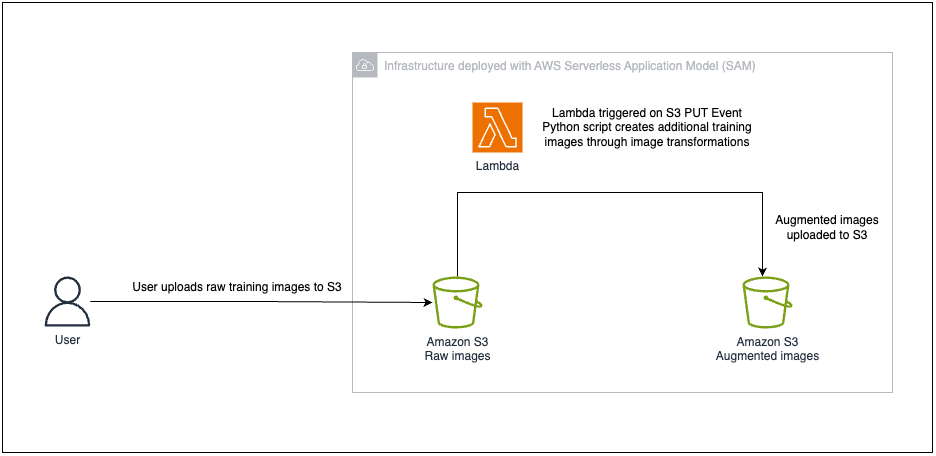 Infrastructure deployed with AWS Serverless Application Model (SAM)
Lambda triggered on S3 PUT Event
Python script creates additional training
images through image transformations
Lambda
Augmented images
uploaded to S3
User uploads raw training images to S3
User
Amazon S3
Raw images
Amazon S3
Augmented images